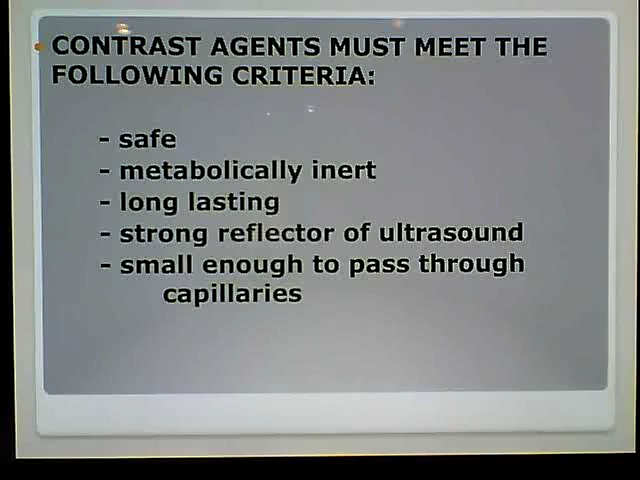 CONTRAST AGENTS MUST MEET THE
FOLLOWING CRITERIA:
- safe
- metabolically inert
- long lasting
- strong reflector of ultrasound
- small enough to pass through
capillaries